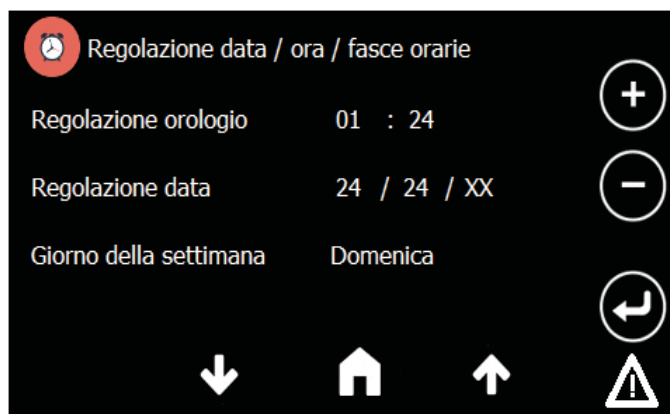 Regolazione data / ora / fasce orarie
Regolazione orologio 01 : 24
Regolazione data 24 / 24 / XX
Giorno della settimana Domenica